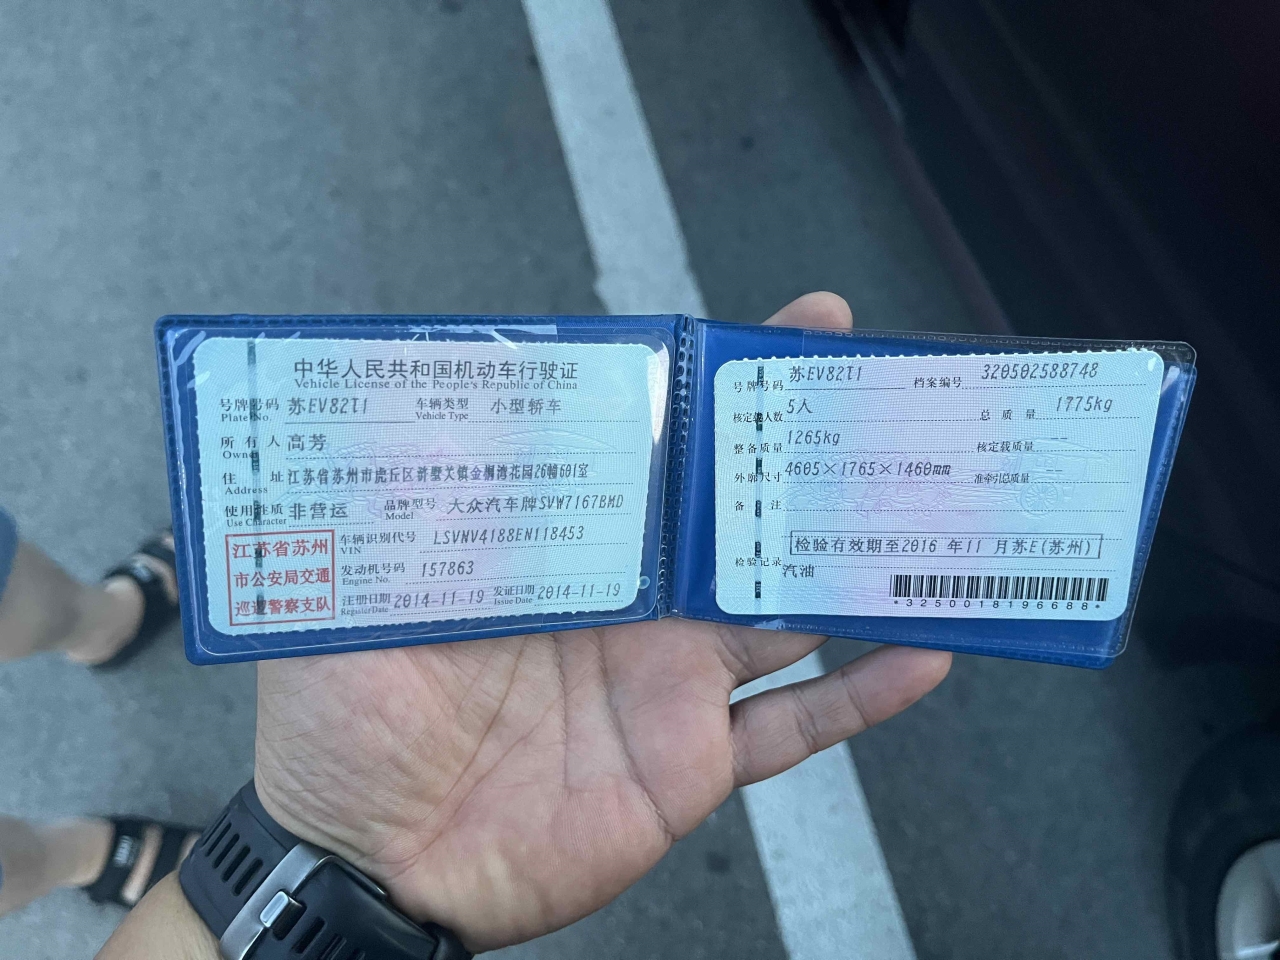 中华人民共和国机动车行驶证
Vehicle License of the People's Republic of China
号牌号码 Plate No. 苏EV82T1 车辆类型 Vehicle Type 小型轿车
所有人 Owner 高芳
住址 Address 江苏省苏州市虎丘区浒墅关镇金榈湾花园26幢601室
使用性质 Use Character 非营运 品牌型号 Model 大众汽车牌SVW7167BMD
江苏省苏州
市公安局交通
巡逻警察支队
车辆识别代号 VIN LSVNV4188EN118453
发动机号码 Engine No. 157863
注册日期 Register Date 2014-11-19 发证日期 Issue Date 2014-11-19
号牌号码 苏EV82T1 档案编号 320502588748
核定载人数 5人 总质量 1775kg
整备质量 1265kg 核定载质量 --
外廓尺寸 4605×1765×1460mm 准牵引总质量 --
备注
检验记录 检验有效期至2016 年11 月苏E(苏州)
汽油
*3250018196688*